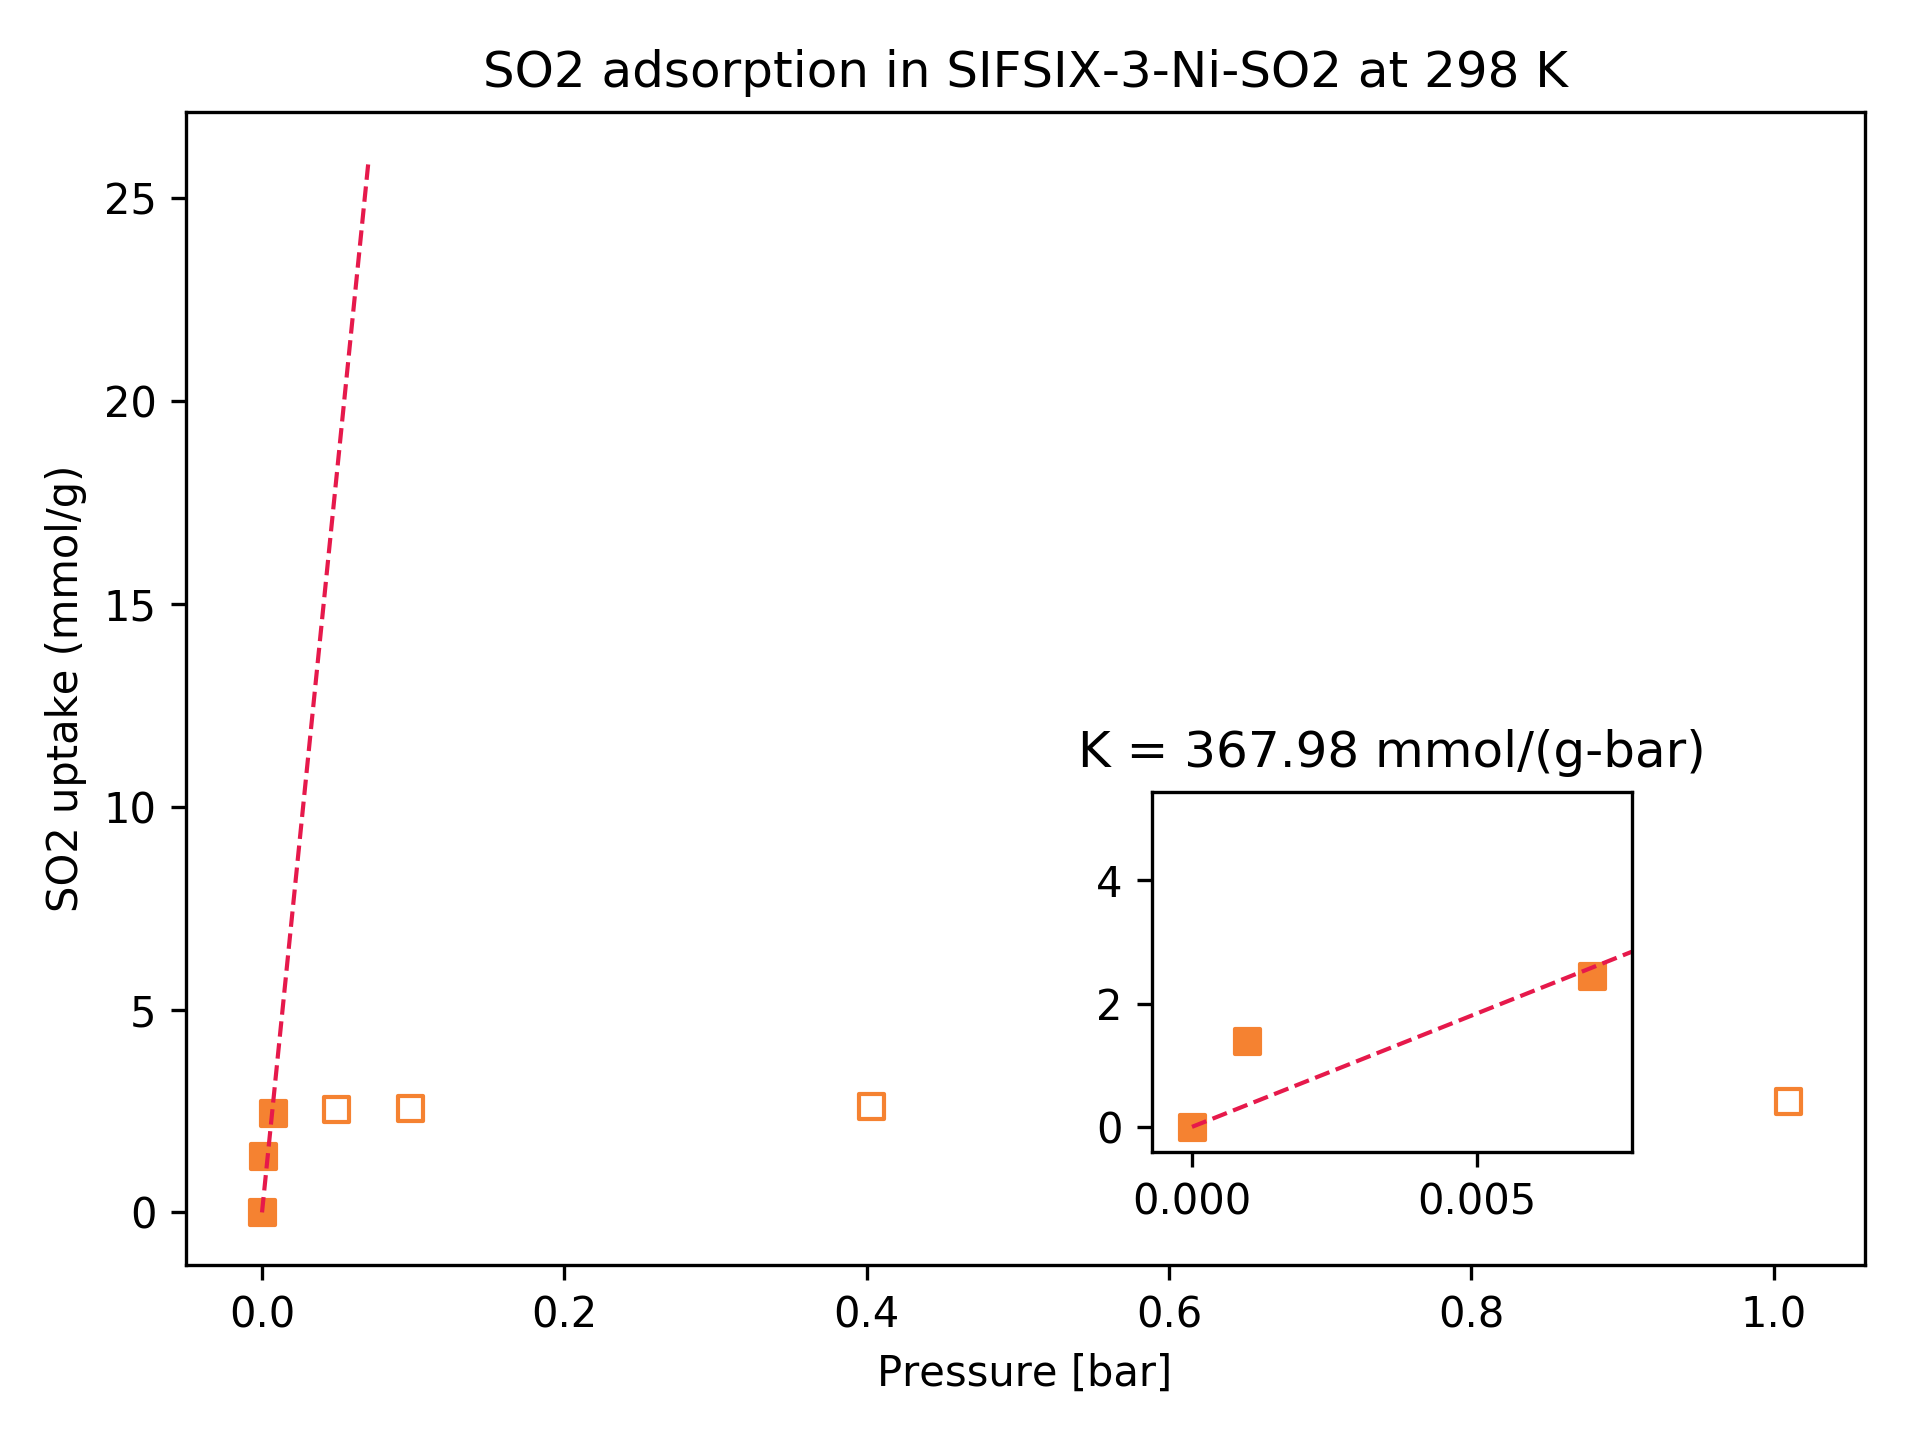 SO2 adsorption in SIFSIX-3-Ni-SO2 at 298 K
SO2 uptake (mmol/g)
25
20
15
10
5
0
K = 367.98 mmol/(g-bar)
4
2
0
0.000 0.005
0.0 0.2 0.4 0.6 0.8 1.0
Pressure [bar]